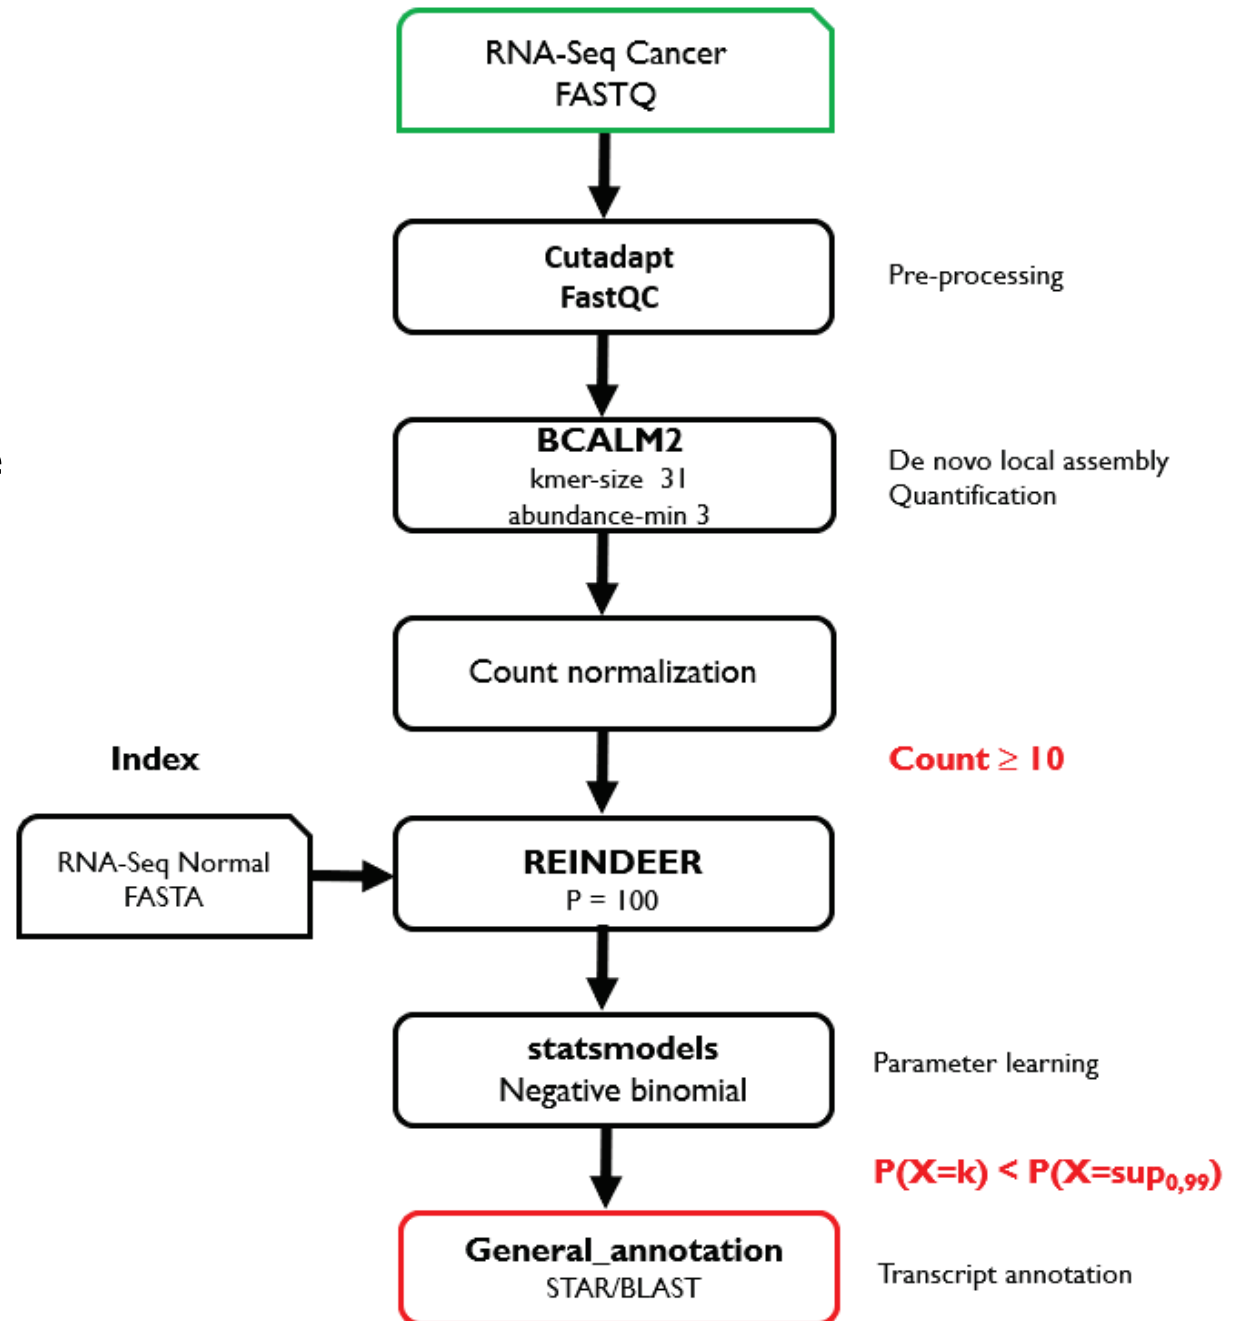 RNA-Seq Cancer
FASTQ
Cutadapt
FastQC
Pre-processing
BCALM2
kmer-size 31
abundance-min 3
De novo local assembly
Quantification
Count normalization
Index
Count ≥ 10
RNA-Seq Normal
FASTA
REINDEER
P = 100
statsmodels
Negative binomial
Parameter learning
P(X=k) < P(X=sup0,99)
General_annotation
STAR/BLAST
Transcript annotation